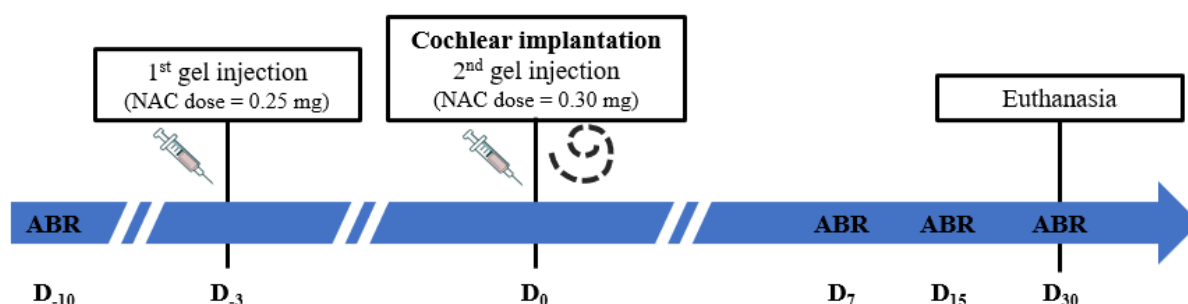 1st gel injection
(NAC dose = 0.25 mg)
Cochlear implantation
2nd gel injection
(NAC dose = 0.30 mg)
Euthanasia
ABR
ABR
ABR
ABR
D-10
D-3
D0
D7
D15
D30